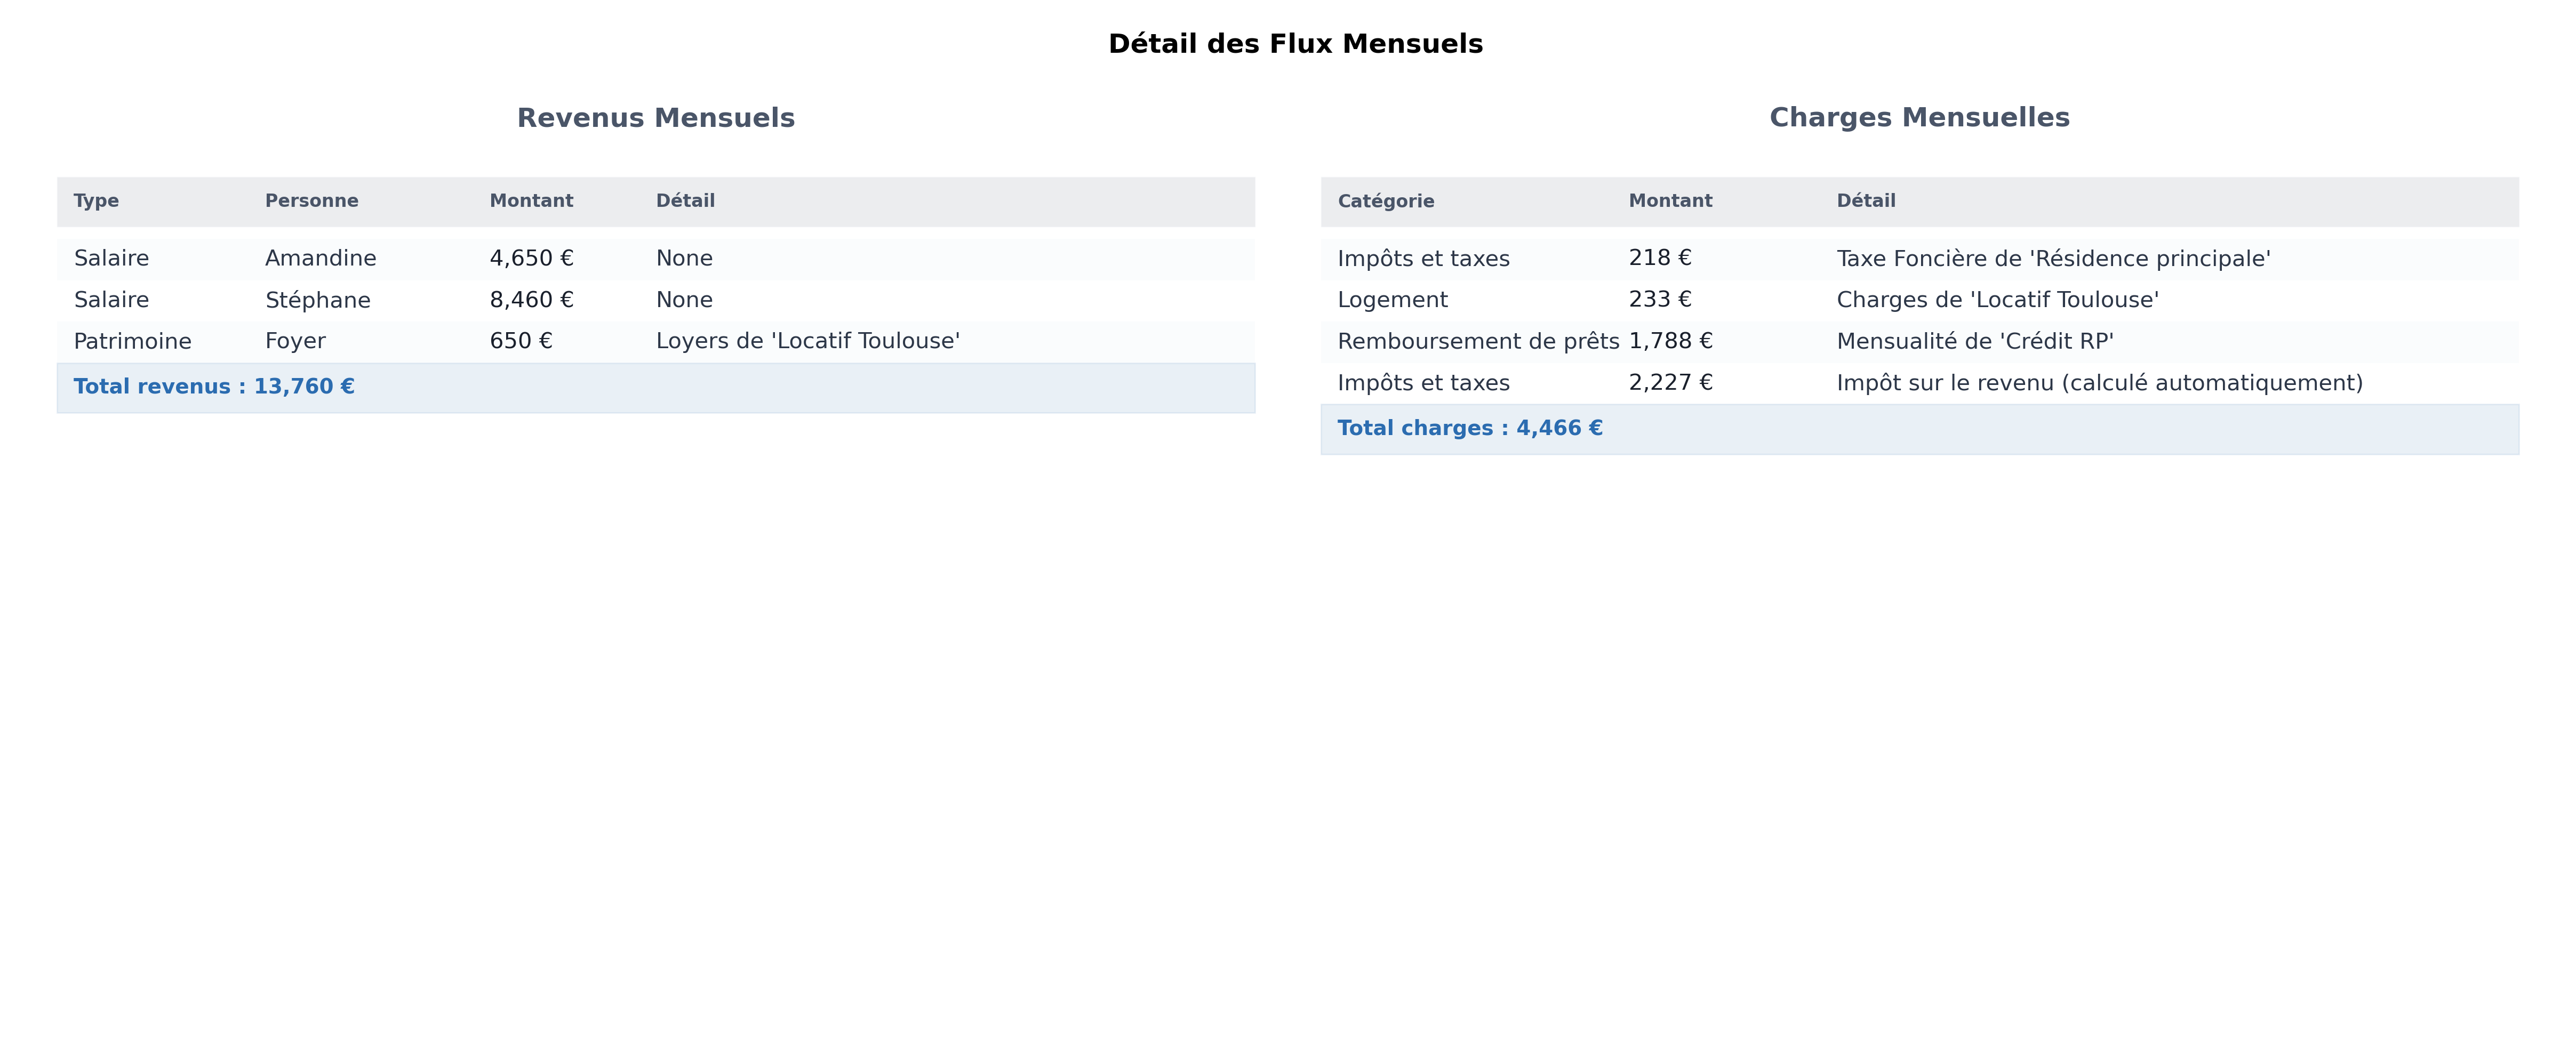 Détail des Flux Mensuels
Revenus Mensuels
Type Personne Montant Détail
Salaire Amandine 4,650 € None
Salaire Stéphane 8,460 € None
Patrimoine Foyer 650 € Loyers de 'Locatif Toulouse'
Total revenus : 13,760 €
Charges Mensuelles
Catégorie Montant Détail
Impôts et taxes 218 € Taxe Foncière de 'Résidence principale'
Logement 233 € Charges de 'Locatif Toulouse'
Remboursement de prêts 1,788 € Mensualité de 'Crédit RP'
Impôts et taxes 2,227 € Impôt sur le revenu (calculé automatiquement)
Total charges : 4,466 €